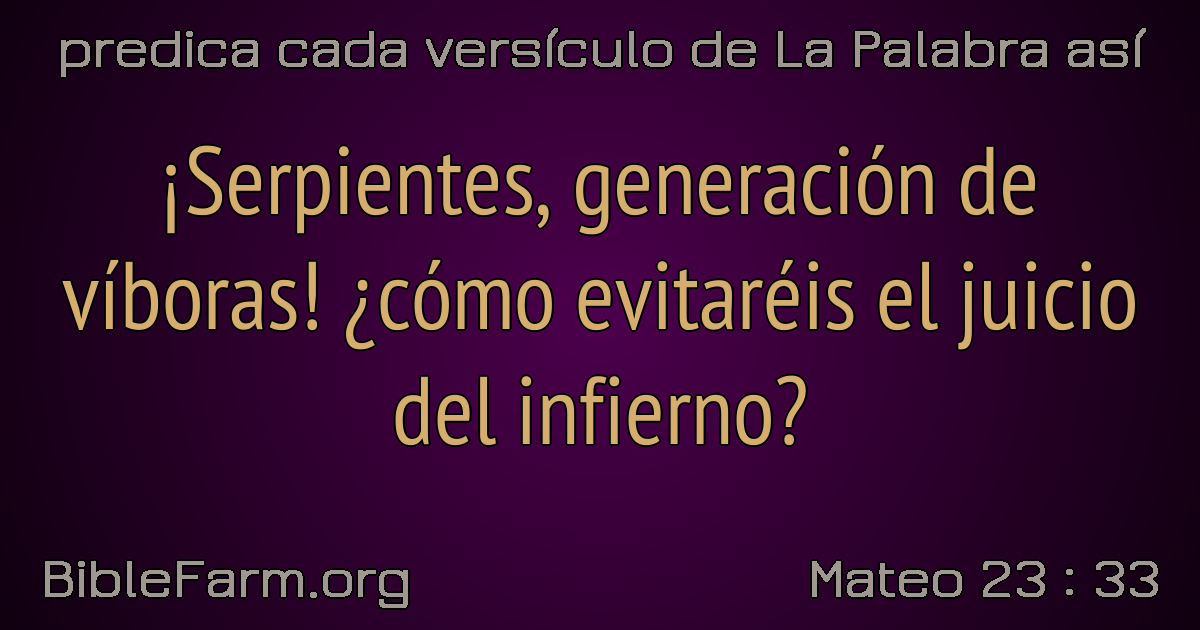 predica cada versículo de La Palabra así
¡Serpientes, generación de
víboras! ¿cómo evitaréis el juicio
del infierno?
BibleFarm.org
Mateo 23 : 33